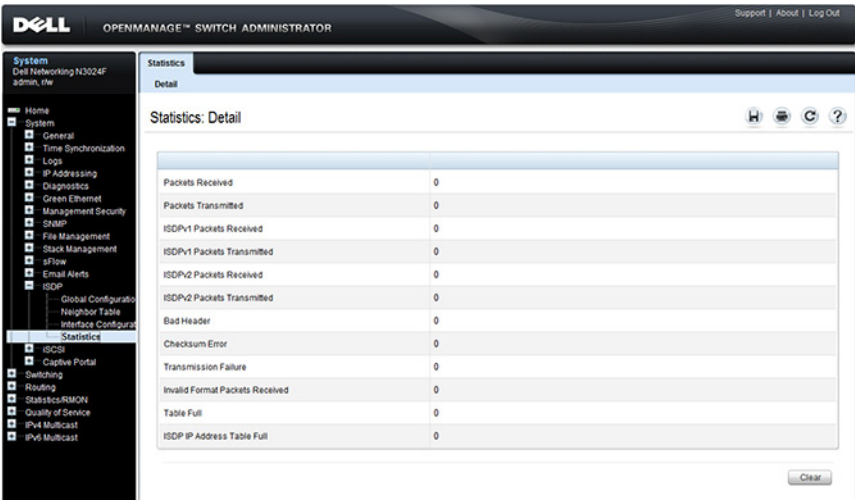 Support | About | Log Out
DELL
OPENMANAGE™ SWITCH ADMINISTRATOR
System
Dell Networking N3024F
admin, r/w
Home
System
General
Time Synchronization
Logs
IP Addressing
Diagnostics
Green Ethernet
Management Security
SNMP
File Management
Stack Management
sFlow
Email Alerts
ISDP
Global Configuratio
Neighbor Table
Interface Configurat
Statistics
iSCSI
Captive Portal
Switching
Routing
Statistics/RMON
Quality of Service
IPv4 Multicast
IPv6 Multicast
Statistics
Detail
Statistics: Detail
Packets Received 0
Packets Transmitted 0
ISDPv1 Packets Received 0
ISDPv1 Packets Transmitted 0
ISDPv2 Packets Received 0
ISDPv2 Packets Transmitted 0
Bad Header 0
Checksum Error 0
Transmission Failure 0
Invalid Format Packets Received 0
Table Full 0
ISDP IP Address Table Full 0
Clear